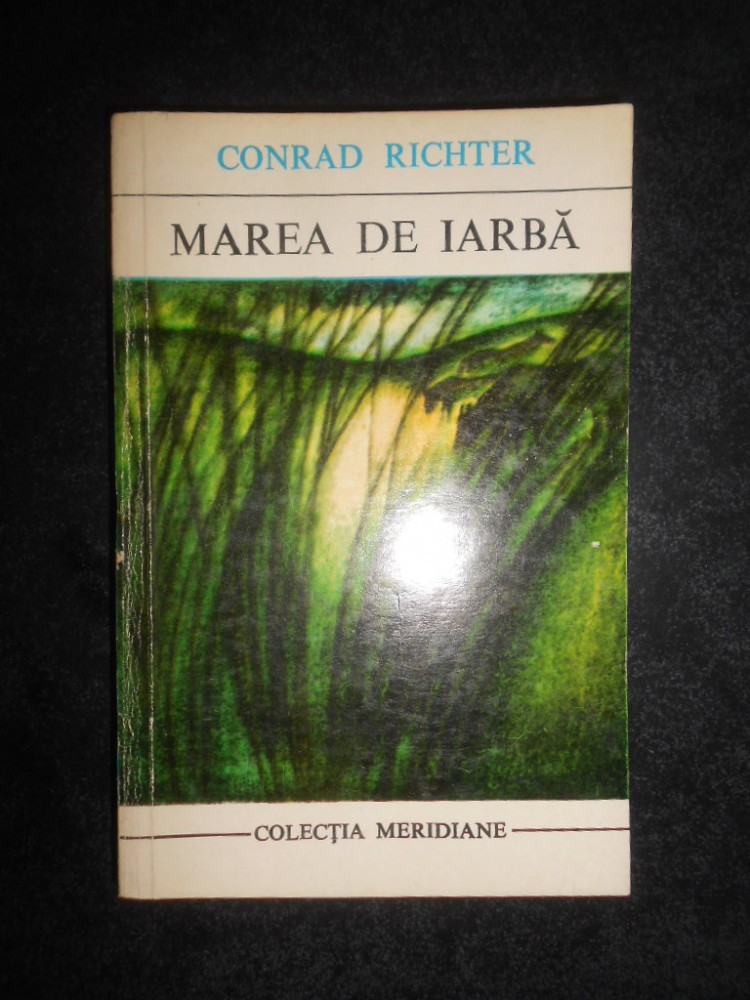 CONRAD RICHTER
MAREA DE IARBĂ
COLECȚIA MERIDIANE